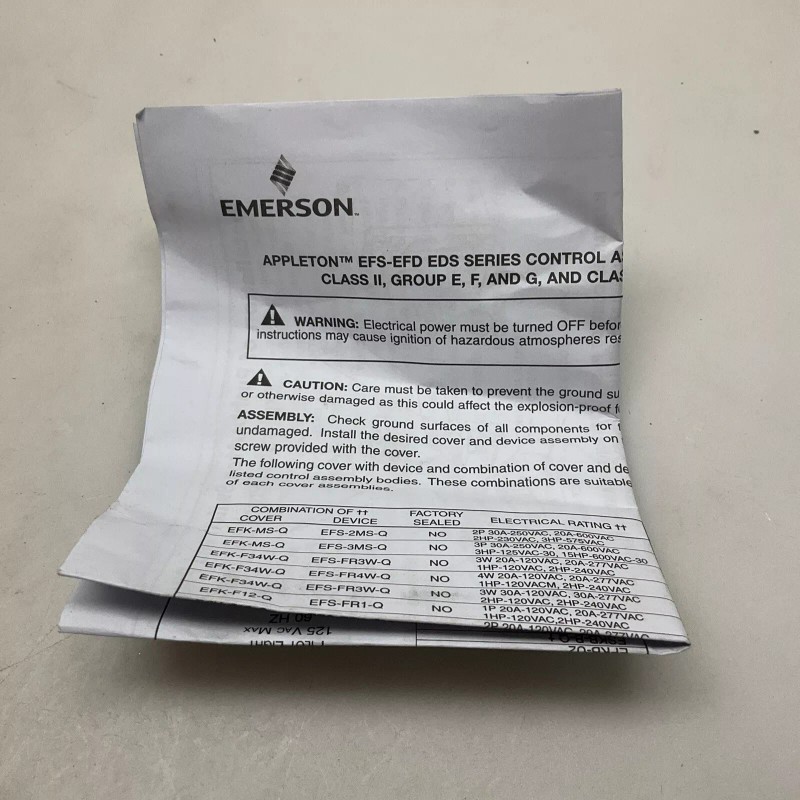 EMERSON™
APPLETON™ EFS-EFD EDS SERIES CONTROL
CLASS II, GROUP E, F, AND G, AND
WARNING: Electrical power must be turned OFF
instructions may cause ignition of hazardous atmospheres
CAUTION: Care must be taken to prevent the ground
or otherwise damaged as this could affect the explosion-proof
ASSEMBLY: Check ground surfaces of all components for
undamaged. Install the desired cover and device assembly on
screw provided with the cover.
The following cover with device and combination of cover and
listed control assembly bodies. These combinations are suitable
of each cover assemblies.
COMBINATION OF ††
COVER DEVICE FACTORY SEALED ELECTRICAL RATING ††
EFK-MS-Q EFS-2MS-Q NO 2P 30A-250VAC, 20A-600VAC
2HP-230VAC, 3HP-575VAC
EFK-MS-Q EFS-3MS-Q NO 3P 30A-250VAC, 20A-600VAC
3HP-125VAC-30, 15HP-600VAC-30
EFK-F34W-Q EFS-FR3W-Q NO 3W 20A-120VAC, 20A-277VAC
1HP-120VAC, 2HP-240VAC
EFK-F34W-Q EFS-FR4W-Q NO 4W 20A-120VAC, 20A-277VAC
1HP-120VACM, 2HP-240VAC
EFK-F34W-Q EFS-FR3W-Q NO 3W 30A-120VAC, 30A-277VAC
2HP-120VAC, 2HP-240VAC
EFK-F12-Q EFS-FR1-Q NO 1P 20A-120VAC, 20A-277VAC
1HP-120VAC,2HP-240VAC
2P 20A-120VAC, 20A-277VAC
60 HZ
125 VAC MAX
PILOT LIGHT